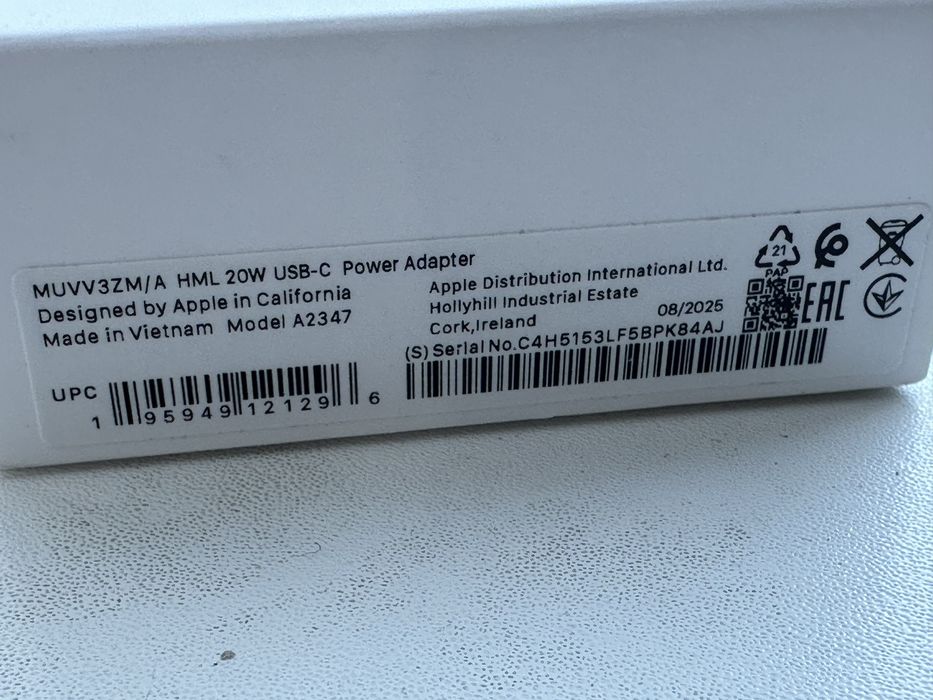 MUVV3ZM/A HML 20W USB-C Power Adapter
Designed by Apple in California
Made in Vietnam Model A2347
Apple Distribution International Ltd.
Hollyhill Industrial Estate
Cork,Ireland 08/2025
(S) Serial No.C4H5153LF5BPK84AJ
UPC
1 95949 12129 6
21
PAP
EAC